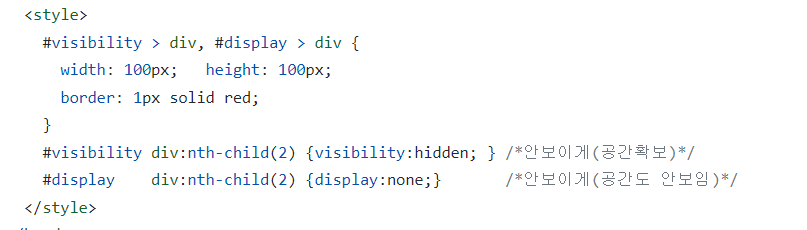 <style>
#visibility > div, #display > div {
width: 100px;   height: 100px;
border: 1px solid red;
}
#visibility div:nth-child(2) {visibility:hidden; } /*안보이게(공간확보)*/
#display    div:nth-child(2) {display:none;}       /*안보이게(공간도 안보임)*/
</style>